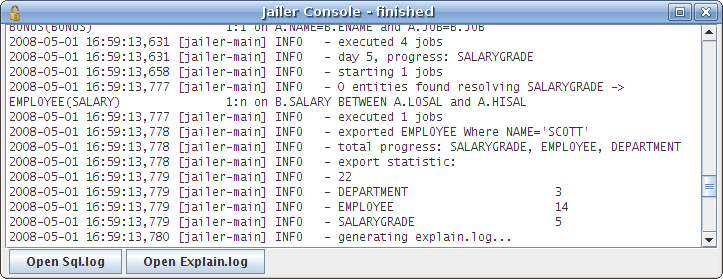 Jailer Console - finished
BONUS(BONUS) 1:1 on A.NAME=B.ENAME and A.JOB=B.JOB
2008-05-01 16:59:13,631 [jailer-main] INFO - executed 4 jobs
2008-05-01 16:59:13,631 [jailer-main] INFO - day 5, progress: SALARYGRADE
2008-05-01 16:59:13,658 [jailer-main] INFO - starting 1 jobs
2008-05-01 16:59:13,777 [jailer-main] INFO - 0 entities found resolving SALARYGRADE ->
EMPLOYEE(SALARY) 1:n on B.SALARY BETWEEN A.LOSAL and A.HISAL
2008-05-01 16:59:13,777 [jailer-main] INFO - executed 1 jobs
2008-05-01 16:59:13,778 [jailer-main] INFO - exported EMPLOYEE Where NAME='SCOTT'
2008-05-01 16:59:13,778 [jailer-main] INFO - total progress: SALARYGRADE, EMPLOYEE, DEPARTMENT
2008-05-01 16:59:13,778 [jailer-main] INFO - export statistic:
2008-05-01 16:59:13,779 [jailer-main] INFO - 22
2008-05-01 16:59:13,779 [jailer-main] INFO - DEPARTMENT 3
2008-05-01 16:59:13,779 [jailer-main] INFO - EMPLOYEE 14
2008-05-01 16:59:13,779 [jailer-main] INFO - SALARYGRADE 5
2008-05-01 16:59:13,780 [jailer-main] INFO - generating explain.log...
Open Sql.log
Open Explain.log